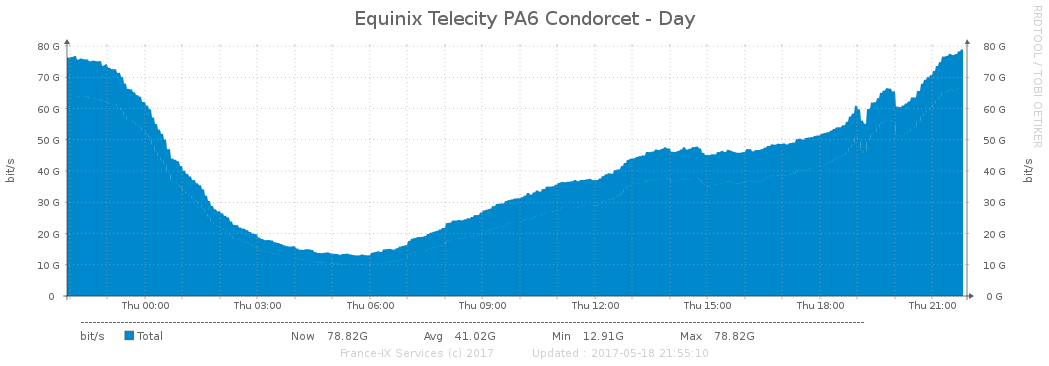 Equinix Telecity PA6 Condorcet - Day
RRDTOOL / TOBI OETIKER
bit/s
80 G
70 G
60 G
50 G
40 G
30 G
20 G
10 G
0
80 G
70 G
60 G
50 G
40 G
30 G
20 G
10 G
0 G
bit/s
Thu 00:00 Thu 03:00 Thu 06:00 Thu 09:00 Thu 12:00 Thu 15:00 Thu 18:00 Thu 21:00
bit/s Total Now 78.82G Avg 41.02G Min 12.91G Max 78.82G
France-IX Services (c) 2017 Updated : 2017-05-18 21:55:10